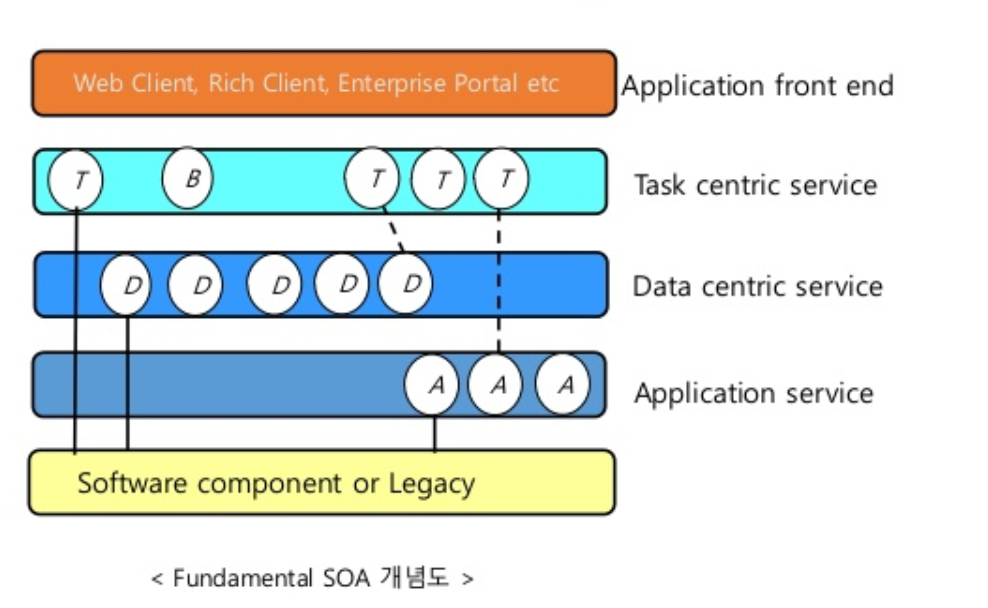 Web Client, Rich Client, Enterprise Portal etc
Application front end
T B T T T
Task centric service
D D D D D
Data centric service
A A A
Application service
Software component or Legacy
< Fundamental SOA 개념도 >